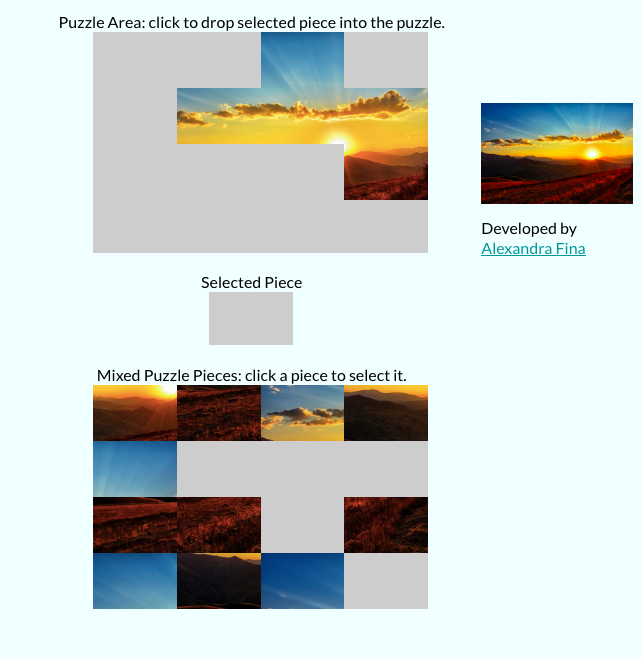 Puzzle Area: click to drop selected piece into the puzzle.
Developed by
Alexandra Fina
Selected Piece
Mixed Puzzle Pieces: click a piece to select it.